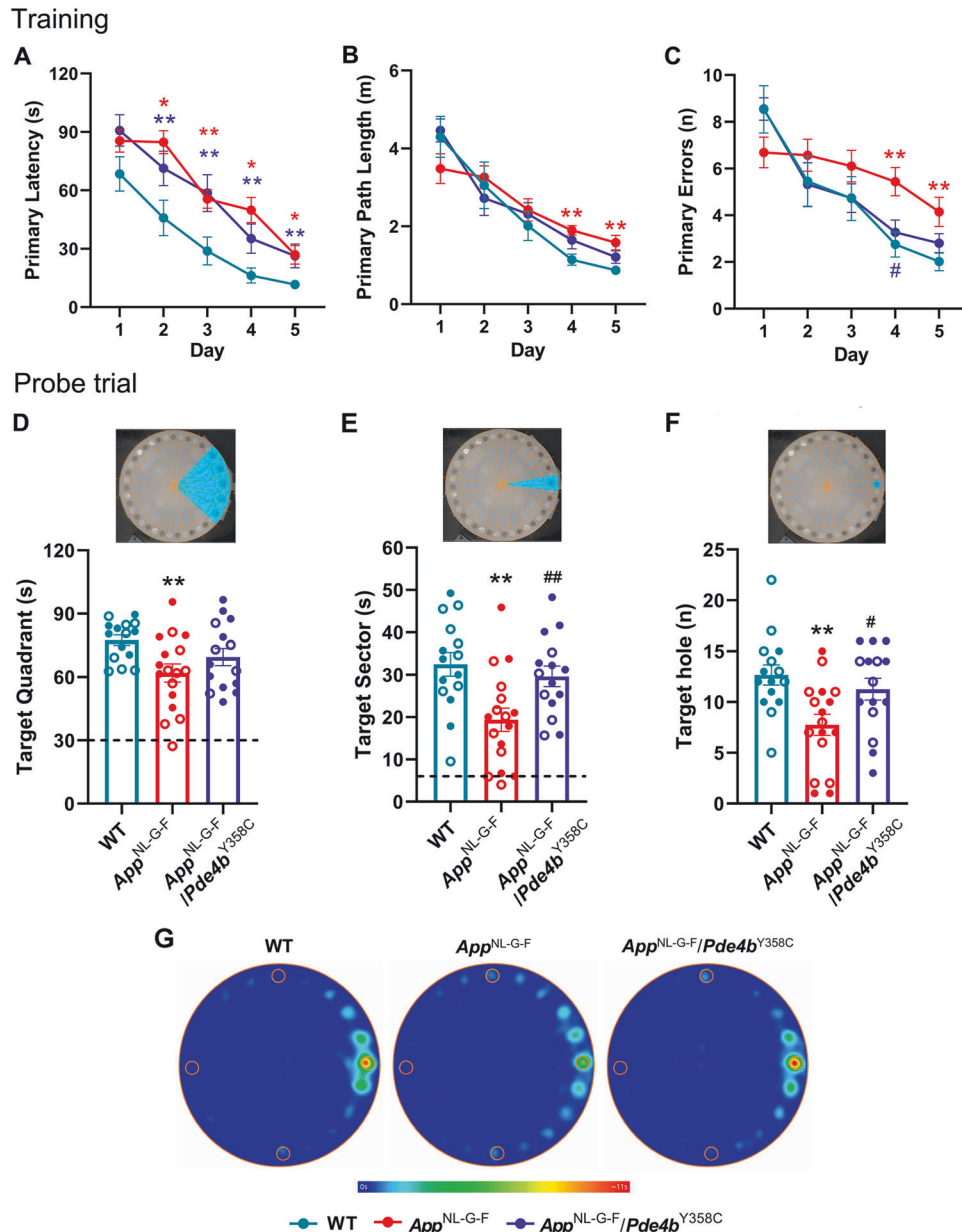 Training
A
B
C
Primary Latency (s)
120
90
60
30
0
* ** ** ** * ** * **
1 2 3 4 5
Day
Primary Path Length (m)
6
4
2
0
** **
1 2 3 4 5
Day
Primary Errors (n)
10
8
6
4
2
0
** **
#
1 2 3 4 5
Day
Probe trial
D
E
F
Target Quadrant (s)
120
90
60
30
0
**
WT
App NL-G-F
App NL-G-F
/Pde4b Y358C
Target Sector (s)
60
50
40
30
20
10
0
** ##
WT
App NL-G-F
App NL-G-F
/Pde4b Y358C
Target hole (n)
25
20
15
10
5
0
** #
WT
App NL-G-F
App NL-G-F
/Pde4b Y358C
G
WT App NL-G-F App NL-G-F/Pde4b Y358C
0s ~11s
WT App NL-G-F App NL-G-F/Pde4b Y358C